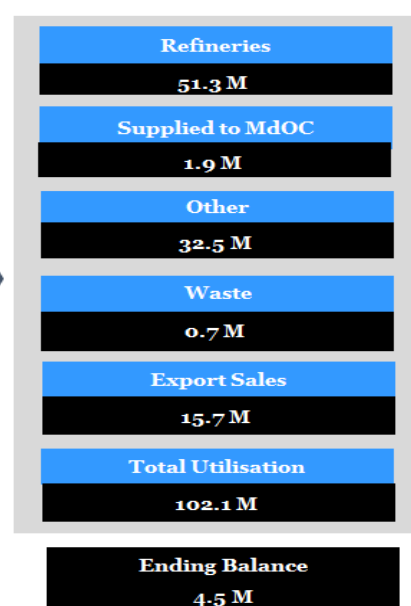 Refineries
51.3 M
Supplied to MdOC
1.9 M
Other
32.5 M
Waste
0.7 M
Export Sales
15.7 M
Total Utilisation
102.1 M
Ending Balance
4.5 M